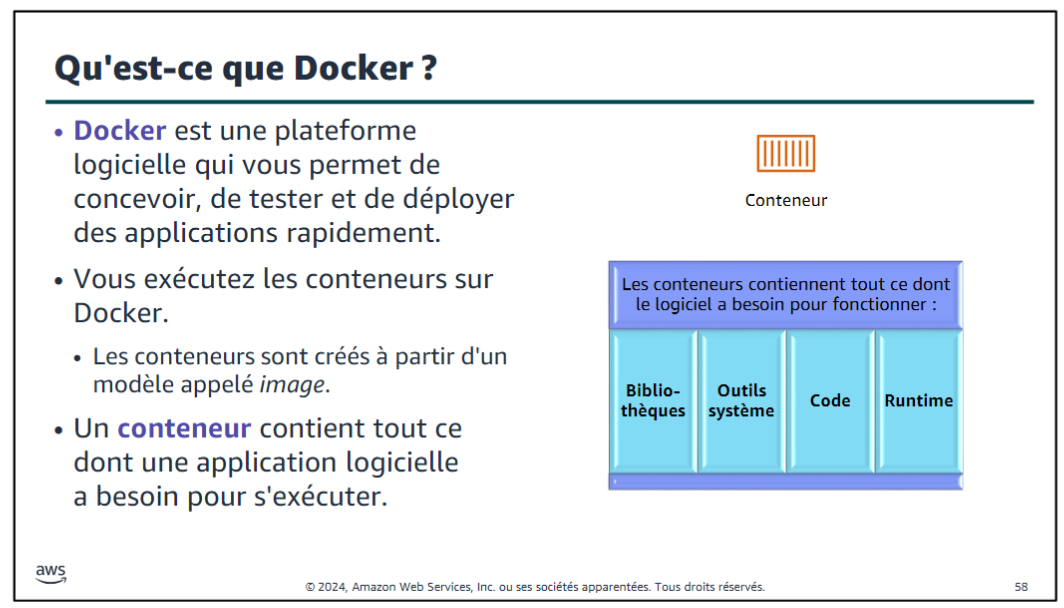 Qu'est-ce que Docker ?
• Docker est une plateforme
logicielle qui vous permet de
concevoir, de tester et de déployer
des applications rapidement.
• Vous exécutez les conteneurs sur
Docker.
• Les conteneurs sont créés à partir d'un
modèle appelé image.
• Un conteneur contient tout ce
dont une application logicielle
a besoin pour s'exécuter.
Conteneur
Les conteneurs contiennent tout ce dont
le logiciel a besoin pour fonctionner :
Biblio-
thèques
Outils
système
Code
Runtime
aws
© 2024, Amazon Web Services, Inc. ou ses sociétés apparentées. Tous droits réservés.
58